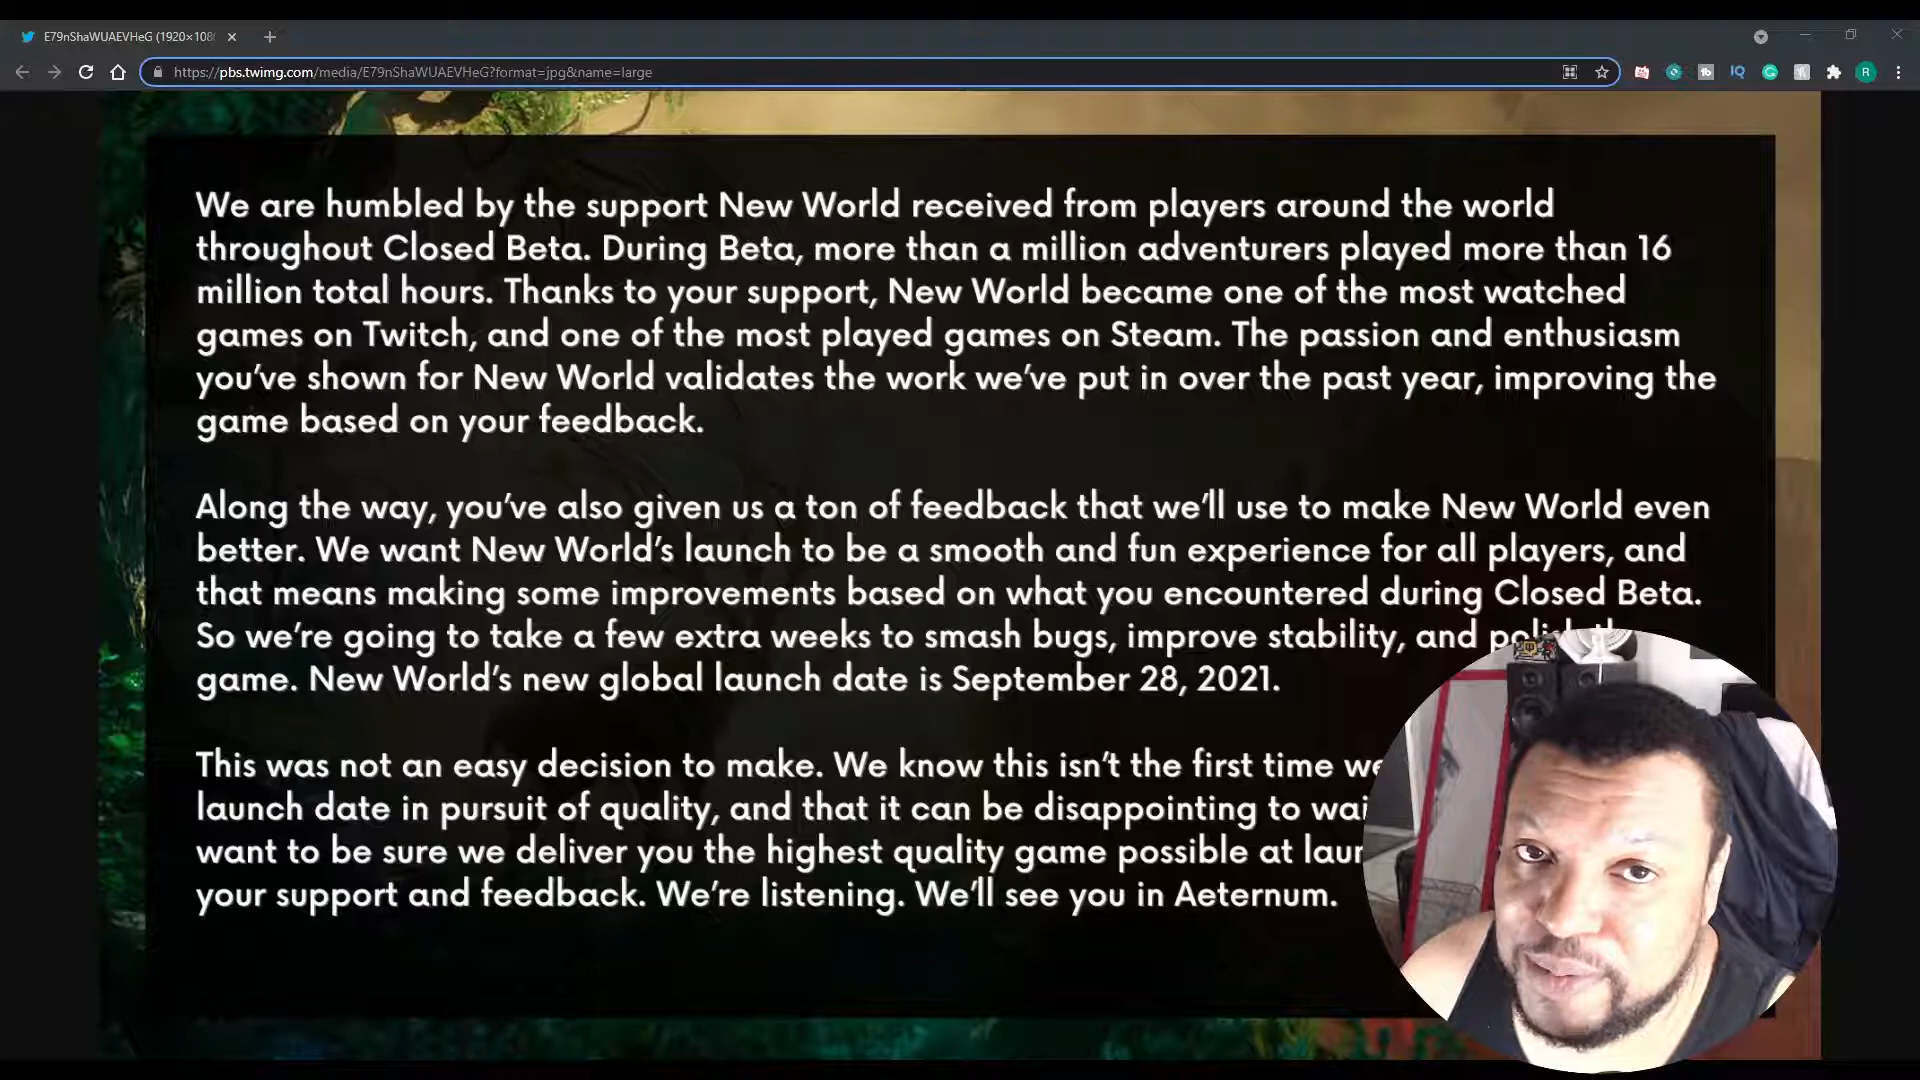 E79nShaWUAEVHeG (1920×108
https://pbs.twimg.com/media/E79nShaWUAEVHeG?format=jpg&name=large
We are humbled by the support New World received from players around the world
throughout Closed Beta. During Beta, more than a million adventurers played more than 16
million total hours. Thanks to your support, New World became one of the most watched
games on Twitch, and one of the most played games on Steam. The passion and enthusiasm
you’ve shown for New World validates the work we’ve put in over the past year, improving the
game based on your feedback.
Along the way, you’ve also given us a ton of feedback that we’ll use to make New World even
better. We want New World’s launch to be a smooth and fun experience for all players, and
that means making some improvements based on what you encountered during Closed Beta.
So we’re going to take a few extra weeks to smash bugs, improve stability, and
game. New World’s new global launch date is September 28, 2021.
This was not an easy decision to make. We know this isn’t the first time
launch date in pursuit of quality, and that it can be disappointing to
want to be sure we deliver you the highest quality game possible at
your support and feedback. We’re listening. We’ll see you in Aeternum.